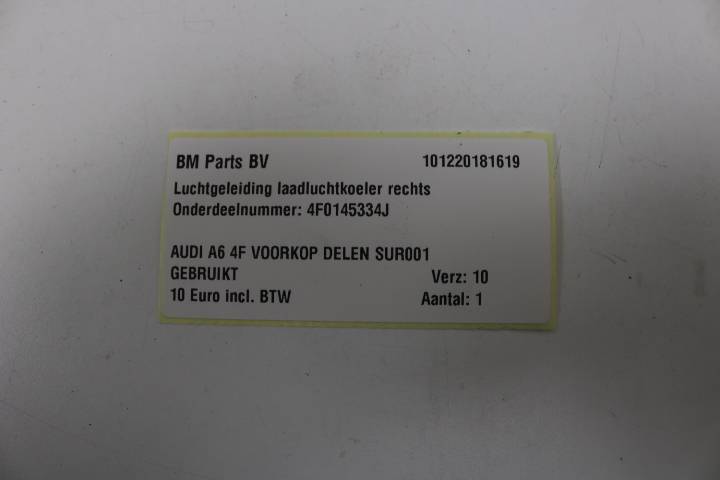 BM Parts BV 101220181619
Luchtgeleiding laadluchtkoeler rechts
Onderdeelnummer: 4F0145334J
AUDI A6 4F VOORKOP DELEN SUR001
GEBRUIKT Verz: 10
10 Euro incl. BTW Aantal: 1